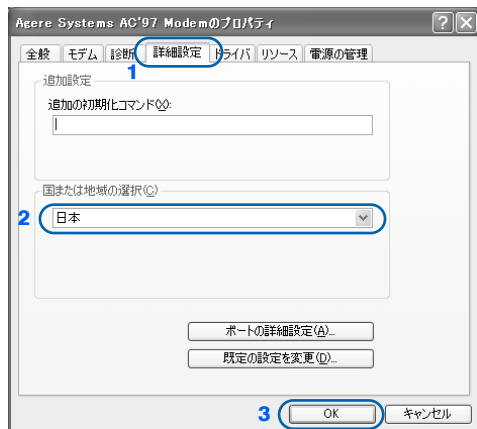 Agere Systems AC'97 Modemのプロパティ
全般 モデム 診断 詳細設定 ドライバ リソース 電源の管理
1
追加設定
追加の初期化コマンド(X):
国または地域の選択(C)
2 日本
ポートの詳細設定(A)...
既定の設定を変更(D)...
3 OK キャンセル